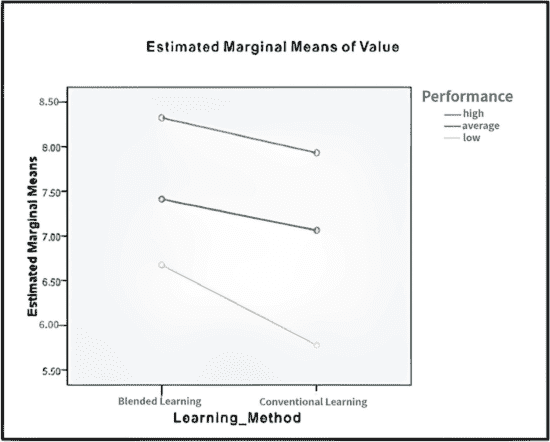 Estimated Marginal Means of Value
Performance
high
average
low
Estimated Marginal Means
8.50
8.00
7.50
7.00
6.50
6.00
5.50
Blended Learning
Conventional Learning
Learning_Method